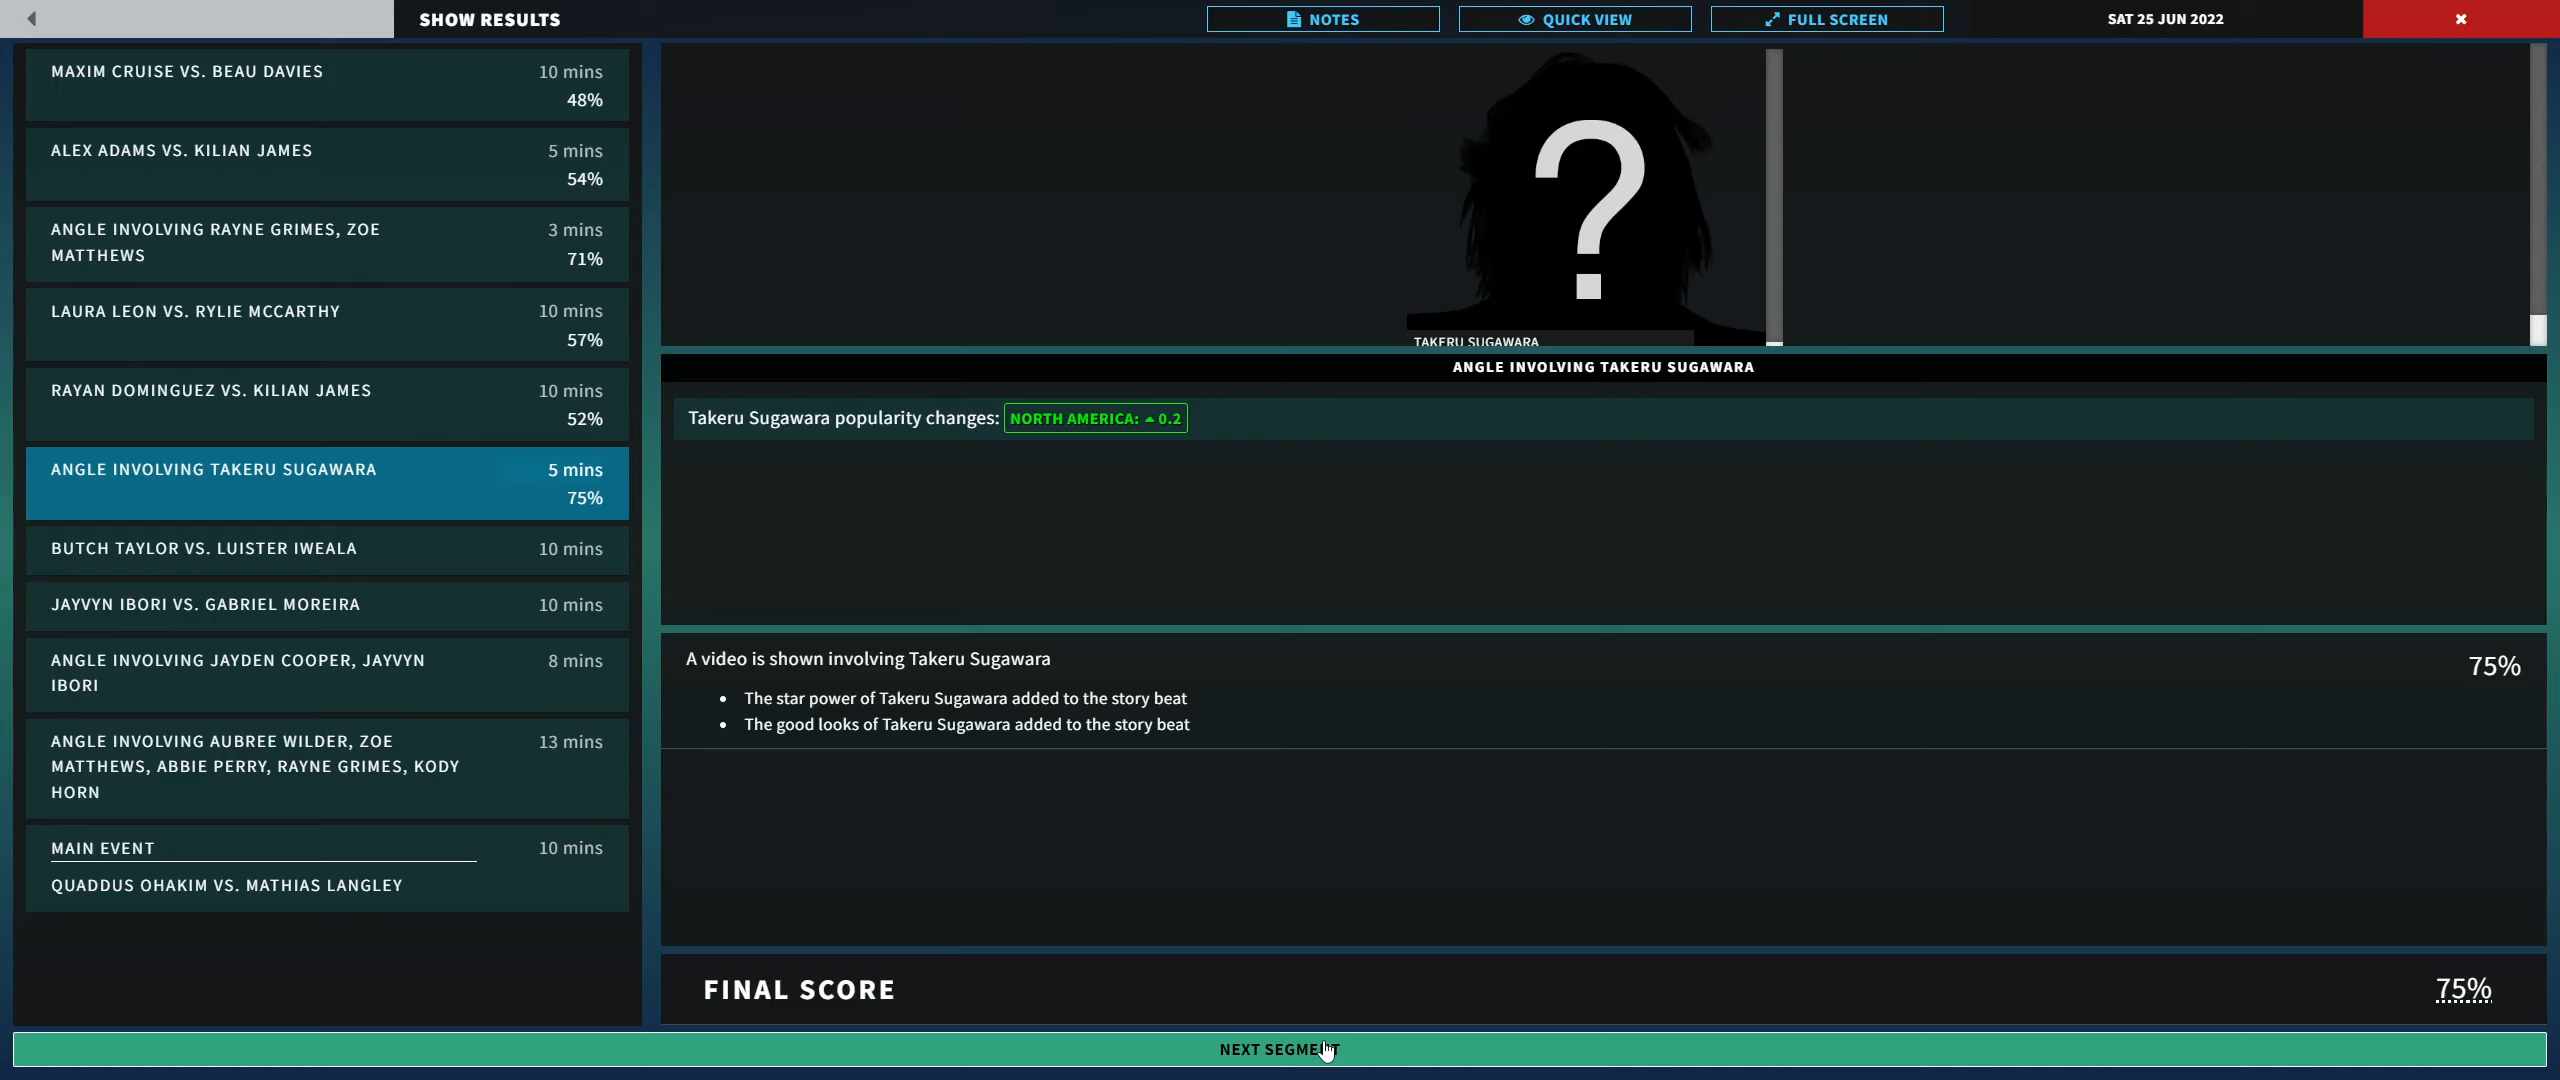 SHOW RESULTS
NOTES
QUICK VIEW
FULL SCREEN
SAT 25 JUN 2022
MAXIM CRUISE VS. BEAU DAVIES
10 mins
48%
ALEX ADAMS VS. KILIAN JAMES
5 mins
54%
ANGLE INVOLVING RAYNE GRIMES, ZOE
MATTHEWS
3 mins
71%
LAURA LEON VS. RYLIE MCCARTHY
10 mins
57%
RAYAN DOMINGUEZ VS. KILIAN JAMES
10 mins
52%
ANGLE INVOLVING TAKERU SUGAWARA
5 mins
75%
BUTCH TAYLOR VS. LUISTER IWEALA
10 mins
JAYVYN IBORI VS. GABRIEL MOREIRA
10 mins
ANGLE INVOLVING JAYDEN COOPER, JAYVYN
IBORI
8 mins
ANGLE INVOLVING AUBREE WILDER, ZOE
MATTHEWS, ABBIE PERRY, RAYNE GRIMES, KODY
HORN
13 mins
MAIN EVENT
10 mins
QUADDUS OHAKIM VS. MATHIAS LANGLEY
?
TAKERU SUGAWARA
ANGLE INVOLVING TAKERU SUGAWARA
Takeru Sugawara popularity changes: NORTH AMERICA: 0.2
A video is shown involving Takeru Sugawara
75%
• The star power of Takeru Sugawara added to the story beat
• The good looks of Takeru Sugawara added to the story beat
FINAL SCORE
75%
NEXT SEGMENT